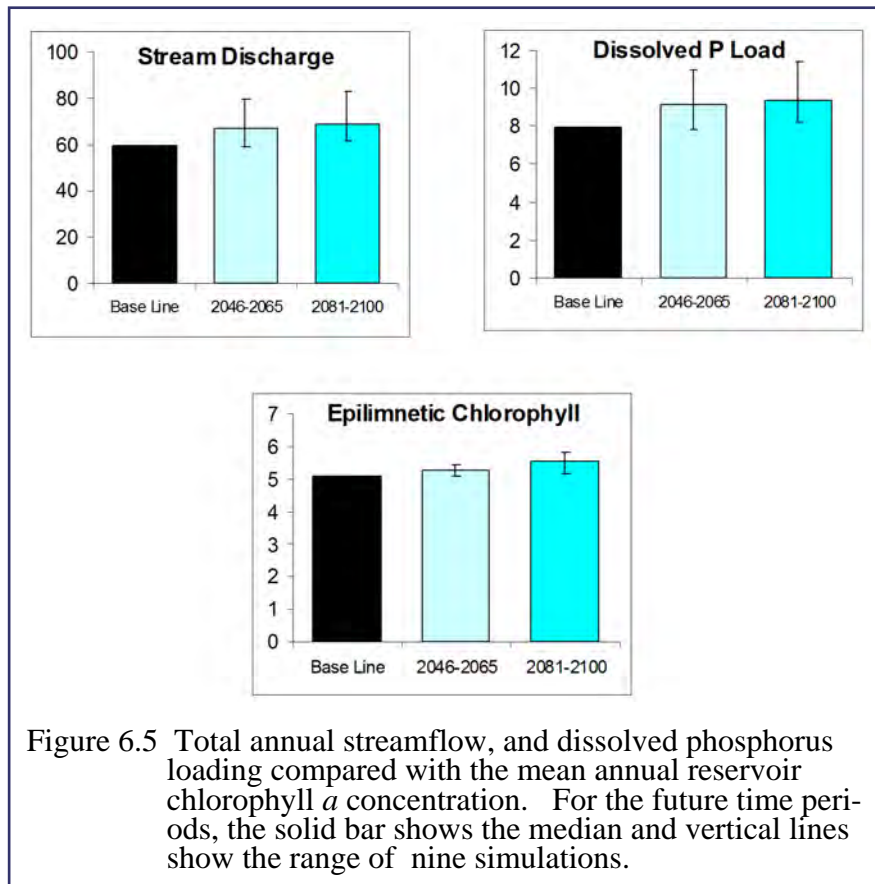 Stream Discharge
100
80
60
40
20
0
Base Line 2046-2065 2081-2100
Dissolved P Load
12
10
8
6
4
2
0
Base Line 2046-2065 2081-2100
Epilimnetic Chlorophyll
7
6
5
4
3
2
1
0
Base Line 2046-2065 2081-2100
Figure 6.5 Total annual streamflow, and dissolved phosphorus
loading compared with the mean annual reservoir
chlorophyll a concentration. For the future time peri-
ods, the solid bar shows the median and vertical lines
show the range of nine simulations.